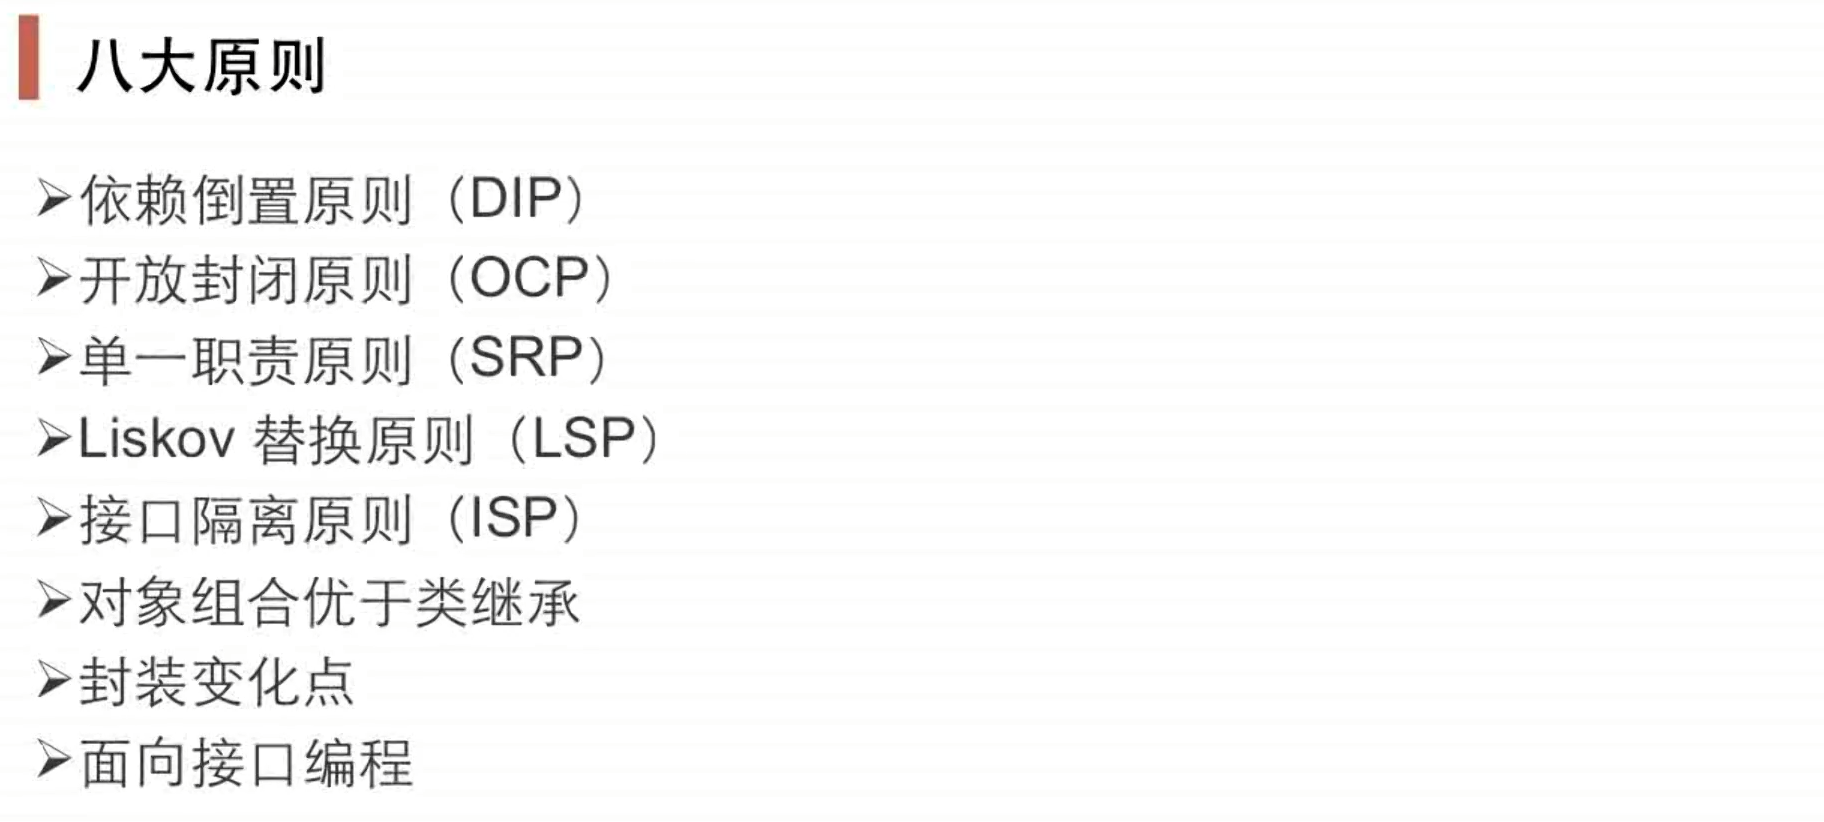 八大原则
➢依赖倒置原则（DIP）
➢开放封闭原则（OCP）
➢单一职责原则（SRP）
➢Liskov 替换原则（LSP）
➢接口隔离原则（ISP）
➢对象组合优于类继承
➢封装变化点
➢面向接口编程